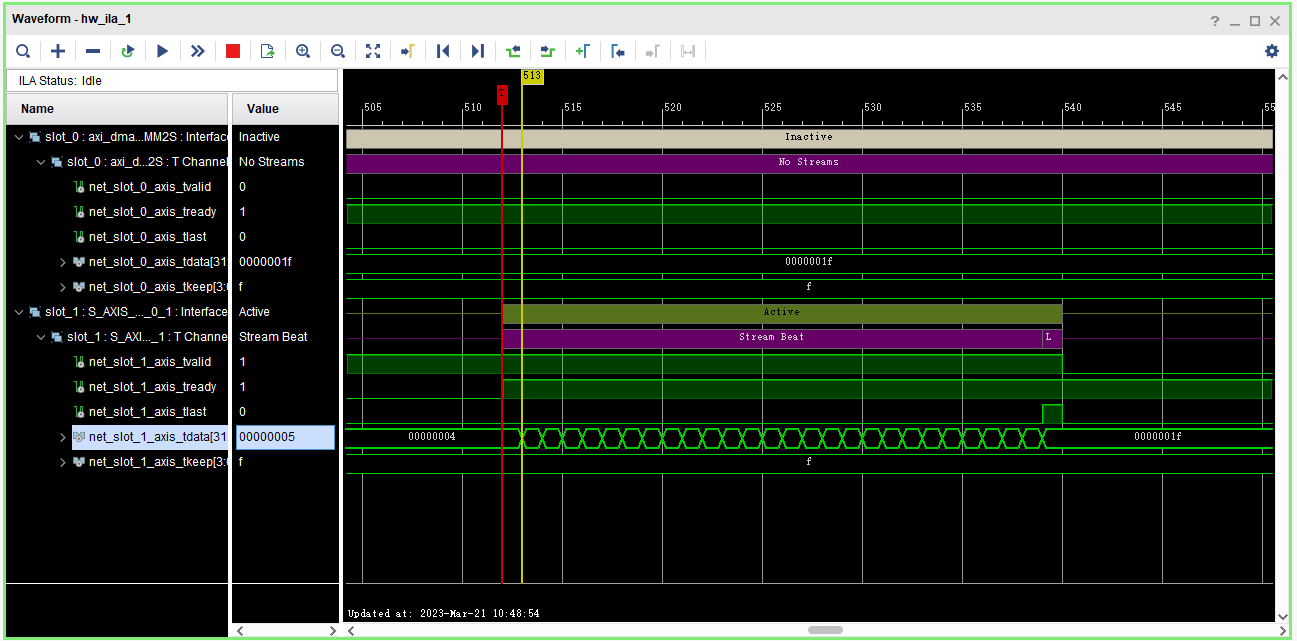 Waveform - hw_ila_1
? _ □ ×
ILA Status: Idle
Name Value
513
T
505 510 515 520 525 530 535 540 545 55
slot_0 : axi_dma...MM2S : Interfac Inactive Inactive
slot_0 : axi_d...2S : T Channel No Streams No Streams
net_slot_0_axis_tvalid 0
net_slot_0_axis_tready 1
net_slot_0_axis_tlast 0
net_slot_0_axis_tdata[31 0000001f 0000001f
net_slot_0_axis_tkeep[3:0 f f
slot_1 : S_AXIS_..._0_1 : Interface Active Active
slot_1 : S_AXI..._1 : T Channe Stream Beat Stream Beat L
net_slot_1_axis_tvalid 1
net_slot_1_axis_tready 1
net_slot_1_axis_tlast 0
net_slot_1_axis_tdata[31 00000005 00000004 0000001f
net_slot_1_axis_tkeep[3:0 f f
Updated at: 2023-Mar-21 10:48:54